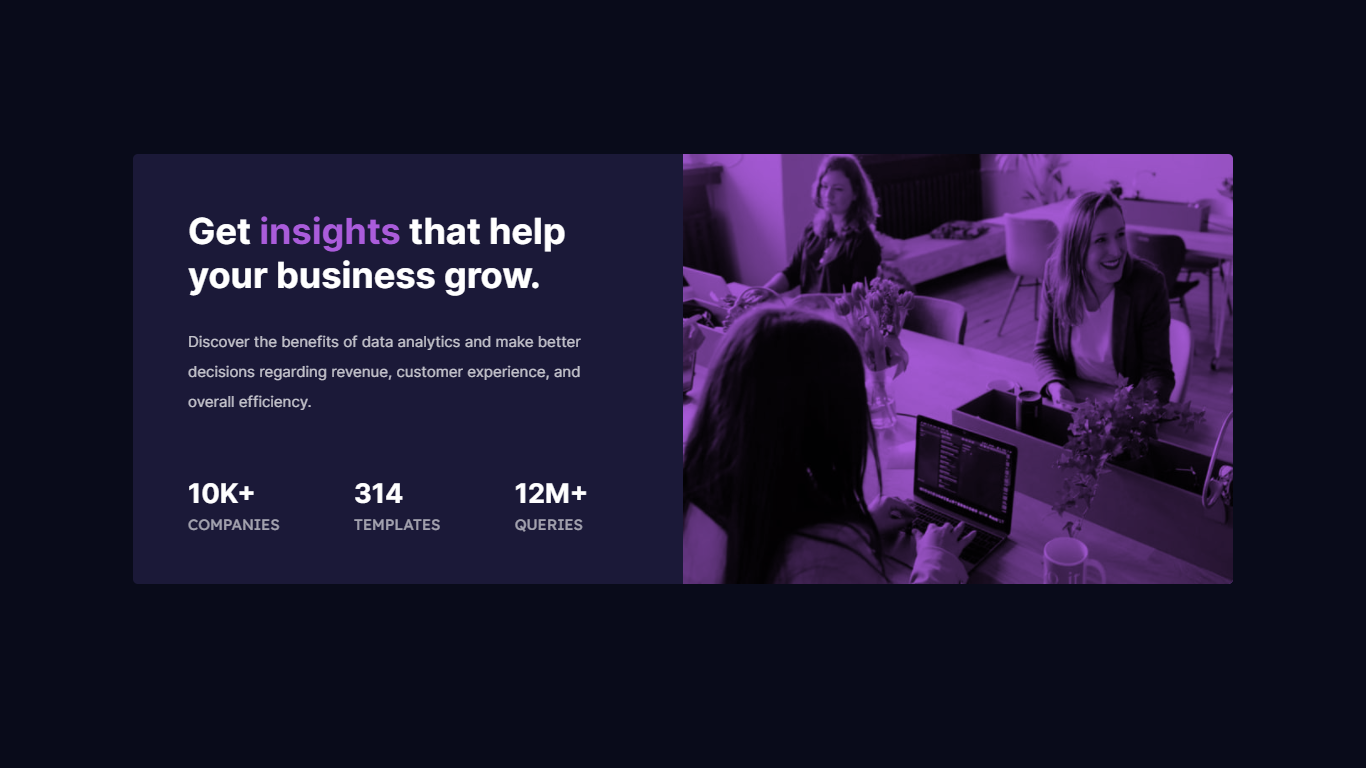 Get insights that help
your business grow.
Discover the benefits of data analytics and make better
decisions regarding revenue, customer experience, and
overall efficiency.
10K+ 314 12M+
COMPANIES TEMPLATES QUERIES